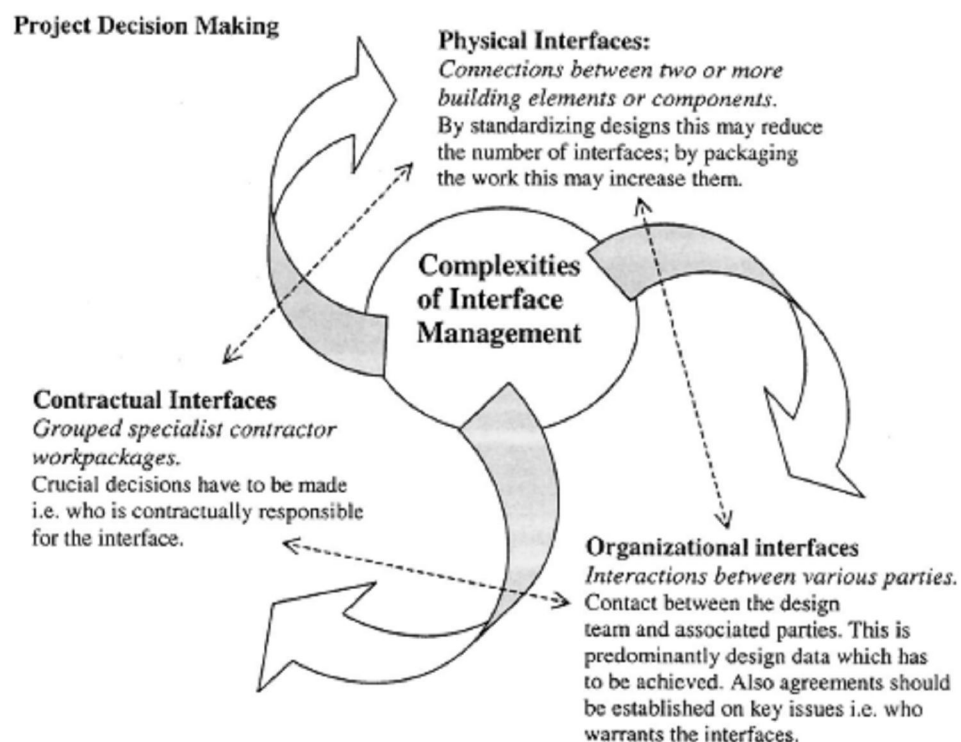 Project Decision Making
Physical Interfaces:
Connections between two or more
building elements or components.
By standardizing designs this may reduce
the number of interfaces; by packaging
the work this may increase them.
Complexities
of Interface
Management
Contractual Interfaces
Grouped specialist contractor
workpackages.
Crucial decisions have to be made
i.e. who is contractually responsible
for the interface.
Organizational interfaces
Interactions between various parties.
Contact between the design
team and associated parties. This is
predominantly design data which has
to be achieved. Also agreements should
be established on key issues i.e. who
warrants the interfaces.